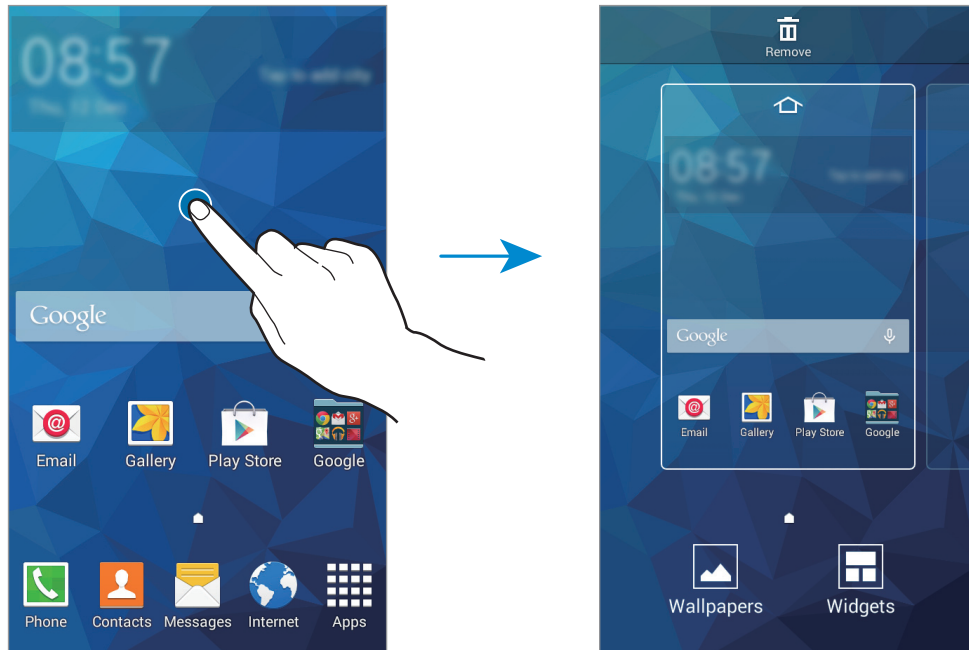 08:57
Google
Email Gallery Play Store Google
Phone Contacts Messages Internet Apps
Remove
08:57
Google
Email Gallery Play Store Google
Wallpapers Widgets